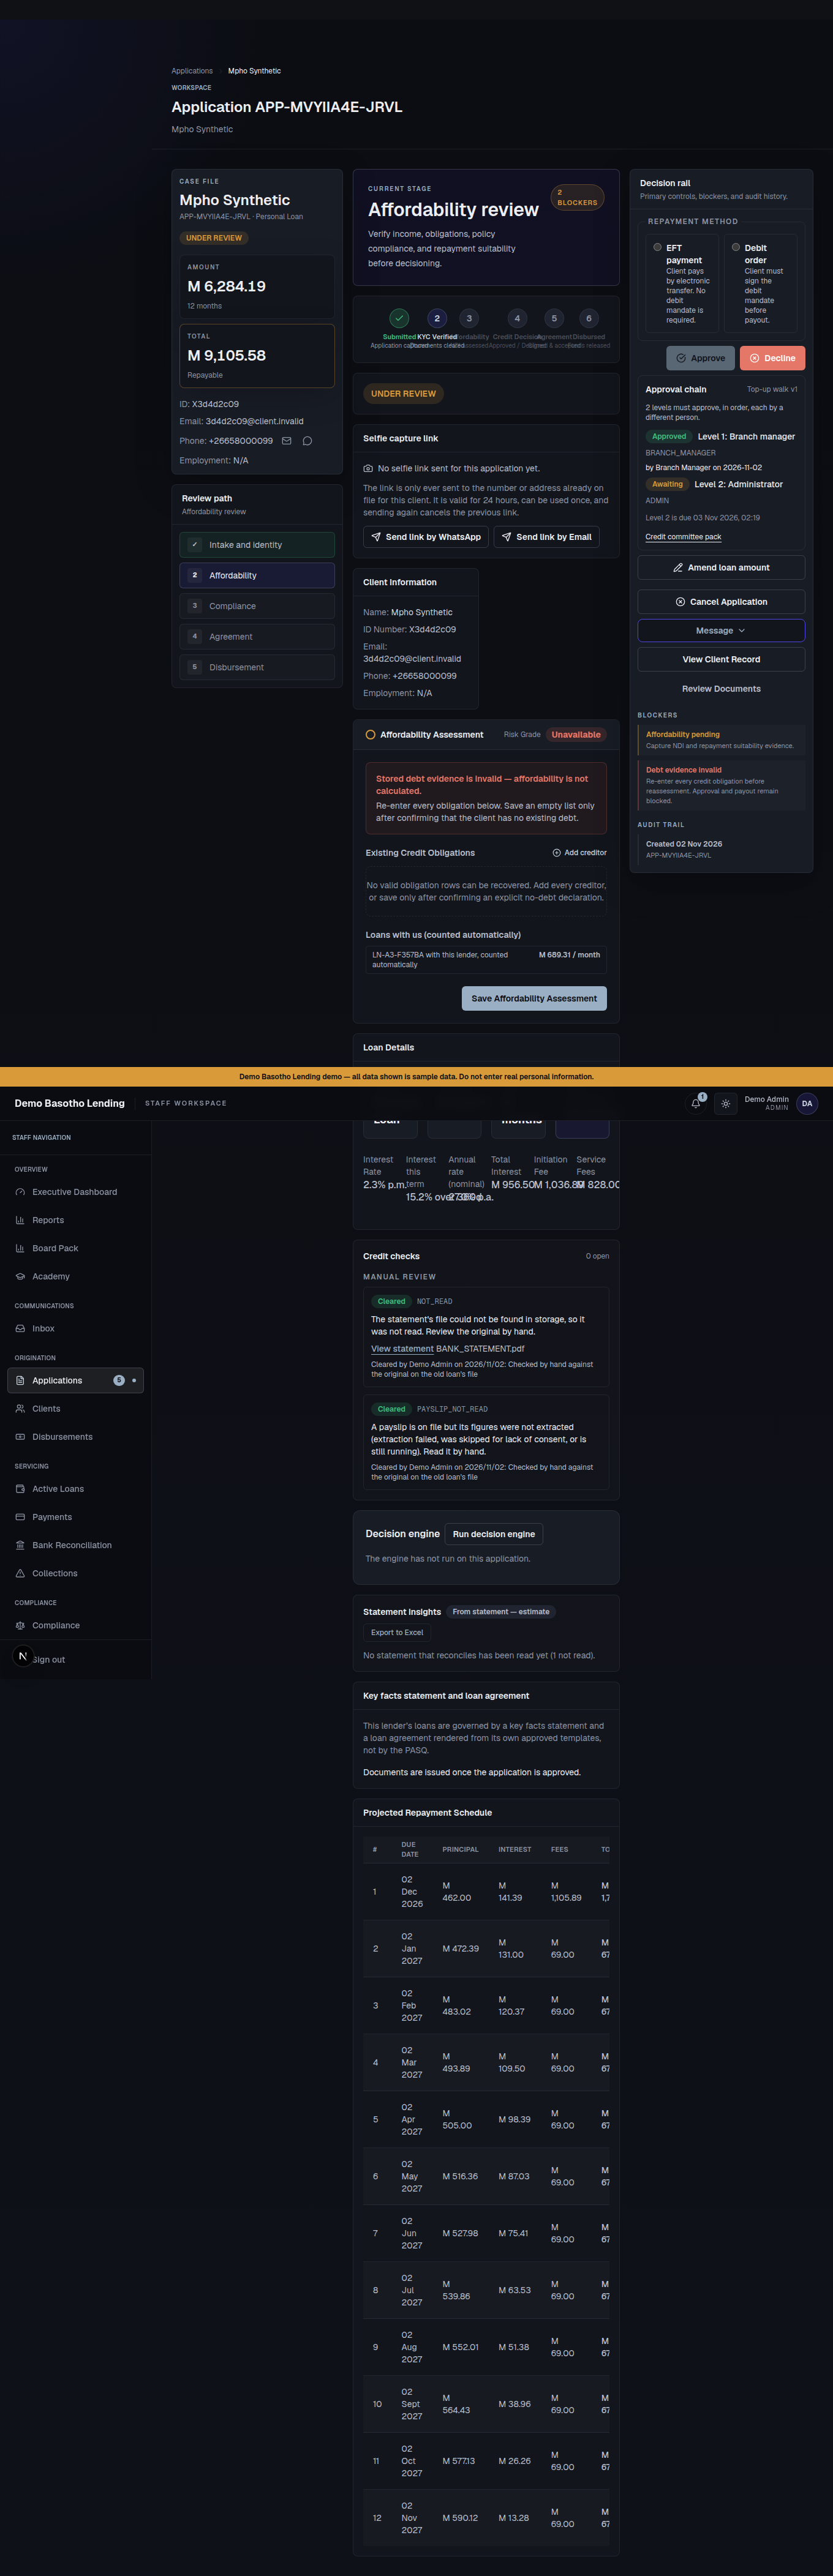 Applications
Mpho Synthetic
WORKSPACE
Application APP-MVYIIA4E-JRVL
Mpho Synthetic
CASE FILE
Mpho Synthetic
APP-MVYIIA4E-JRVL · Personal Loan
UNDER REVIEW
AMOUNT
M 6,284.19
12 months
TOTAL
M 9,105.58
Repayable
ID: X3d4d2c09
Email: 3d4d2c09@client.invalid
Phone: +26658000099
Employment: N/A
Review path
Affordability review
Intake and identity
2 Affordability
3 Compliance
4 Agreement
5 Disbursement
CURRENT STAGE
Affordability review
2
BLOCKERS
Verify income, obligations, policy
compliance, and repayment suitability
before decisioning.
2 3 4 5 6
Submitted KYC Verified
UNDER REVIEW
Selfie capture link
No selfie link sent for this application yet.
The link is only ever sent to the number or address already on
file for this client. It is valid for 24 hours, can be used once, and
sending again cancels the previous link.
Send link by WhatsApp
Send link by Email
Client Information
Name: Mpho Synthetic
ID Number: X3d4d2c09
Email:
3d4d2c09@client.invalid
Phone: +26658000099
Employment: N/A
Affordability Assessment
Risk Grade Unavailable
Stored debt evidence is invalid — affordability is not
calculated.
Re-enter every obligation below. Save an empty list only
after confirming that the client has no existing debt.
Existing Credit Obligations
Add creditor
No valid obligation rows can be recovered. Add every creditor,
or save only after confirming an explicit no-debt declaration.
Loans with us (counted automatically)
LN-A3-F357BA with this lender, counted
automatically
M 689.31 / month
Save Affordability Assessment
Loan Details
Decision rail
Primary controls, blockers, and audit history.
REPAYMENT METHOD
EFT
payment
Client pays
by electronic
transfer. No
debit
mandate is
required.
Debit
order
Client must
sign the
debit
mandate
before
payout.
Approve
Decline
Approval chain
Top-up walk v1
2 levels must approve, in order, each by a
different person.
Approved Level 1: Branch manager
BRANCH_MANAGER
by Branch Manager on 2026-11-02
Awaiting Level 2: Administrator
ADMIN
Level 2 is due 03 Nov 2026, 02:19
Credit committee pack
Amend loan amount
Cancel Application
Message
View Client Record
Review Documents
BLOCKERS
Affordability pending
Capture NDI and repayment suitability evidence.
Debt evidence invalid
Re-enter every credit obligation before
reassessment. Approval and payout remain
blocked.
AUDIT TRAIL
Created 02 Nov 2026
APP-MVYIIA4E-JRVL
Demo Basotho Lending demo — all data shown is sample data. Do not enter real personal information.
Demo Basotho Lending
STAFF WORKSPACE
1
Demo Admin
ADMIN
DA
STAFF NAVIGATION
OVERVIEW
Executive Dashboard
Reports
Board Pack
Academy
COMMUNICATIONS
Inbox
ORIGINATION
Applications 5
Clients
Disbursements
SERVICING
Active Loans
Payments
Bank Reconciliation
Collections
COMPLIANCE
Compliance
N
Sign out
Interest
Rate
2.3% p.m.
Interest
this
term
15.2% over
Annual
rate
(nominal)
Total
Interest
M 956.50
Initiation
Fee
M 1,036.89
Service
Fees
M 828.00
Credit checks
0 open
MANUAL REVIEW
Cleared NOT_READ
The statement's file could not be found in storage, so it
was not read. Review the original by hand.
View statement BANK_STATEMENT.pdf
Cleared by Demo Admin on 2026/11/02: Checked by hand against
the original on the old loan's file
Cleared PAYSLIP_NOT_READ
A payslip is on file but its figures were not extracted
(extraction failed, was skipped for lack of consent, or is
still running). Read it by hand.
Cleared by Demo Admin on 2026/11/02: Checked by hand against
the original on the old loan's file
Decision engine
Run decision engine
The engine has not run on this application.
Statement Insights
From statement — estimate
Export to Excel
No statement that reconciles has been read yet (1 not read).
Key facts statement and loan agreement
This lender's loans are governed by a key facts statement and
a loan agreement rendered from its own approved templates,
not by the PASQ.
Documents are issued once the application is approved.
Projected Repayment Schedule
# DUE DATE PRINCIPAL INTEREST FEES
1 02 Dec 2026 M 462.00 M 141.39 M 1,105.89
2 02 Jan 2027 M 472.39 M 131.00 M 69.00
3 02 Feb 2027 M 483.02 M 120.37 M 69.00
4 02 Mar 2027 M 493.89 M 109.50 M 69.00
5 02 Apr 2027 M 505.00 M 98.39 M 69.00
6 02 May 2027 M 516.36 M 87.03 M 69.00
7 02 Jun 2027 M 527.98 M 75.41 M 69.00
8 02 Jul 2027 M 539.86 M 63.53 M 69.00
9 02 Aug 2027 M 552.01 M 51.38 M 69.00
10 02 Sept 2027 M 564.43 M 38.96 M 69.00
11 02 Oct 2027 M 577.13 M 26.26 M 69.00
12 02 Nov 2027 M 590.12 M 13.28 M 69.00